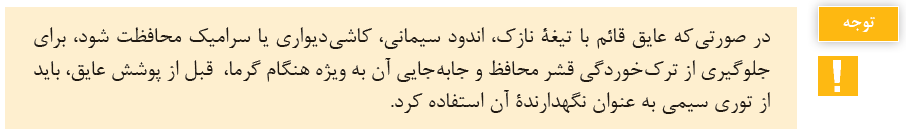 توجه
در صورتی‌که عایق قائم با تیغهٔ نازک، اندود سیمانی، کاشی‌دیواری یا سرامیک محافظت شود، برای
جلوگیری از ترک‌خوردگی قشر محافظ و جابه‌جایی آن به ویژه هنگام گرما، قبل از پوشش عایق، باید
از توری سیمی به عنوان نگهدارندهٔ آن استفاده کرد.
!